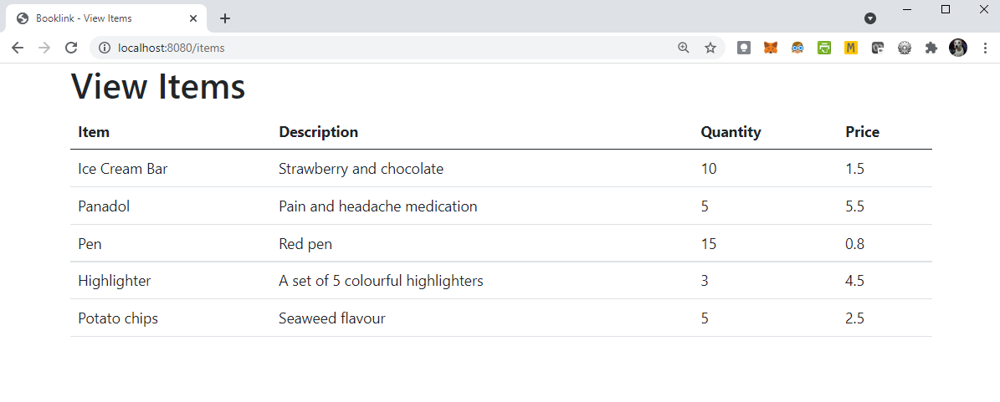 Booklink - View Items
localhost:8080/items
M
View Items
Item Description Quantity Price
Ice Cream Bar Strawberry and chocolate 10 1.5
Panadol Pain and headache medication 5 5.5
Pen Red pen 15 0.8
Highlighter A set of 5 colourful highlighters 3 4.5
Potato chips Seaweed flavour 5 2.5